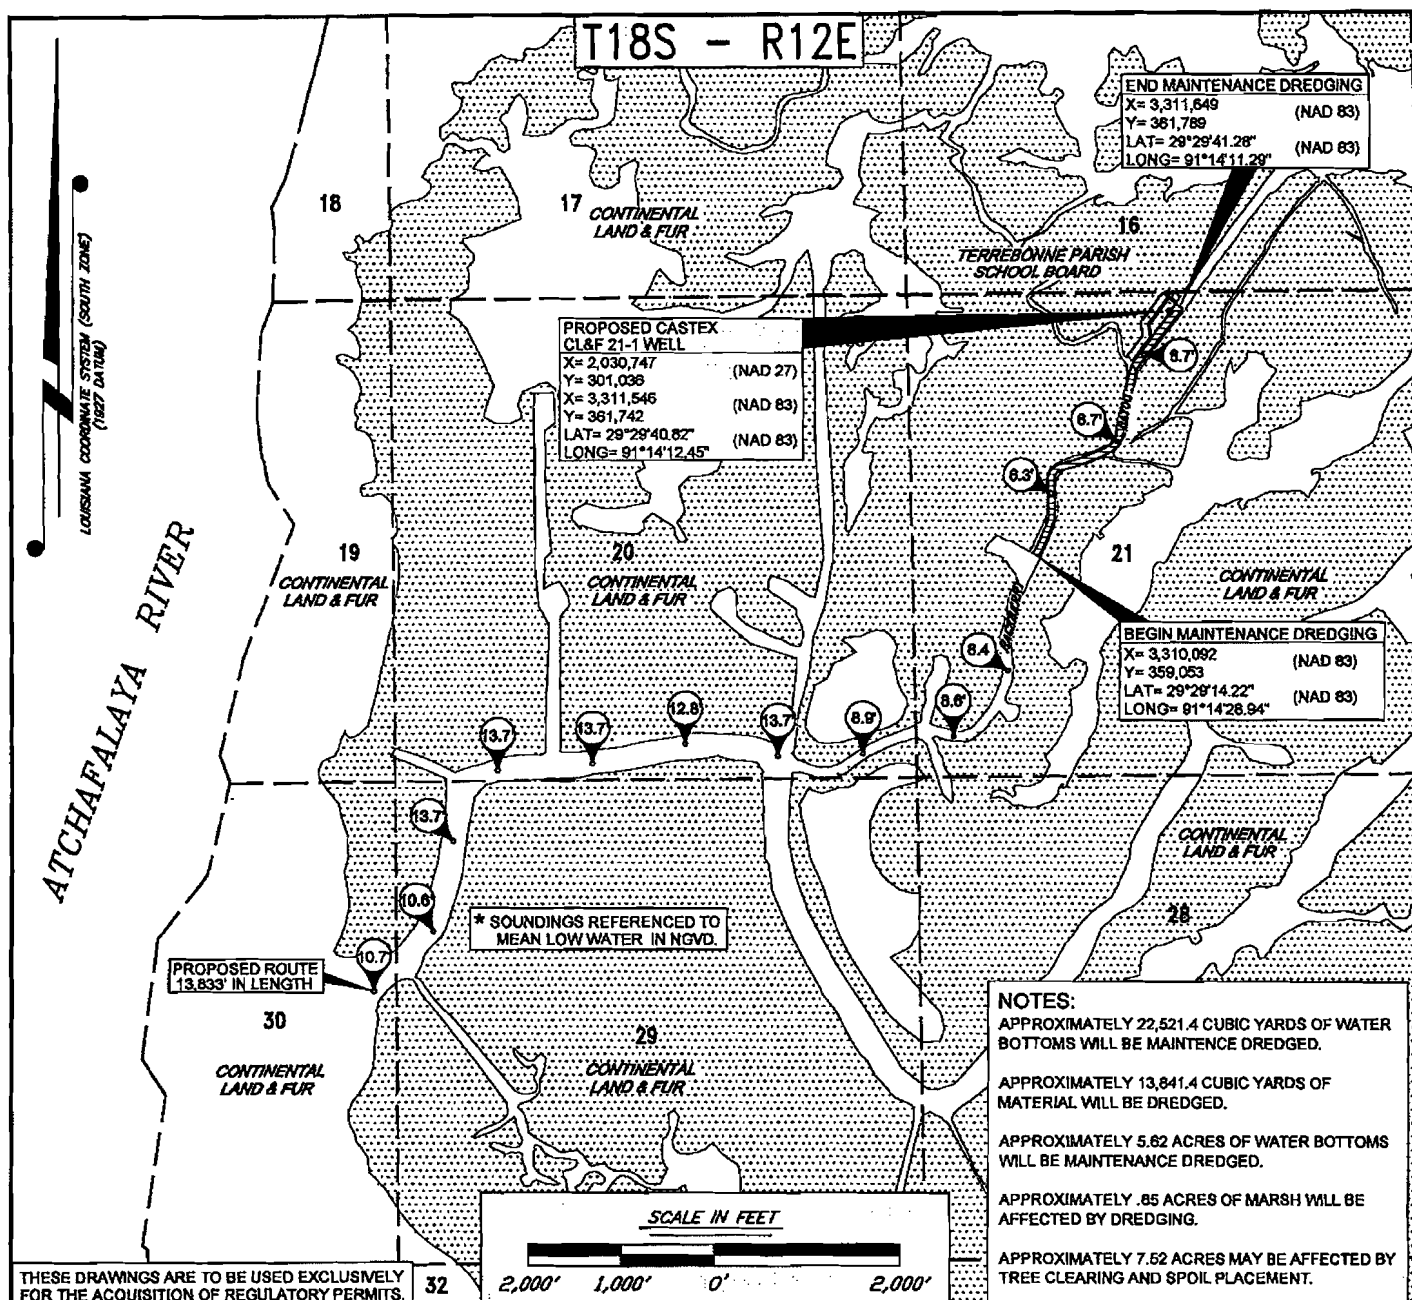 T18S - R12E
END MAINTENANCE DREDGING
X= 3,311,649
Y= 361,789
(NAD 83)
LAT= 29°29'41.28"
LONG= 91°14'11.29"
(NAD 83)
18
17
CONTINENTAL
LAND & FUR
16
TERREBONNE PARISH
SCHOOL BOARD
LOUISIANA COORDINATE SYSTEM (SOUTH ZONE)
(1927 DATUM)
PROPOSED CASTEX
CL&F 21-1 WELL
X= 2,030,747
Y= 301,036
(NAD 27)
X= 3,311,546
Y= 361,742
(NAD 83)
LAT= 29°29'40.82"
LONG= 91°14'12.45"
(NAD 83)
6.7'
6.3'
BAYOU
ATCHAFALAYA RIVER
19
CONTINENTAL
LAND & FUR
20
CONTINENTAL
LAND & FUR
21
CONTINENTAL
LAND & FUR
BEGIN MAINTENANCE DREDGING
X= 3,310,092
Y= 359,053
(NAD 83)
LAT= 29°29'14.22"
LONG= 91°14'28.94"
(NAD 83)
8.4
8.6'
8.9'
13.7'
12.8
13.7'
13.7'
13.7'
10.6'
10.7'
* SOUNDINGS REFERENCED TO
MEAN LOW WATER IN NGVD.
PROPOSED ROUTE
13,833' IN LENGTH
CONTINENTAL
LAND & FUR
28
30
CONTINENTAL
LAND & FUR
29
CONTINENTAL
LAND & FUR
NOTES:
APPROXIMATELY 22,521.4 CUBIC YARDS OF WATER
BOTTOMS WILL BE MAINTENCE DREDGED.
APPROXIMATELY 13,841.4 CUBIC YARDS OF
MATERIAL WILL BE DREDGED.
APPROXIMATELY 5.62 ACRES OF WATER BOTTOMS
WILL BE MAINTENANCE DREDGED.
APPROXIMATELY .85 ACRES OF MARSH WILL BE
AFFECTED BY DREDGING.
APPROXIMATELY 7.52 ACRES MAY BE AFFECTED BY
TREE CLEARING AND SPOIL PLACEMENT.
SCALE IN FEET
2,000' 1,000' 0' 2,000'
THESE DRAWINGS ARE TO BE USED EXCLUSIVELY
FOR THE ACQUISITION OF REGULATORY PERMITS.
32